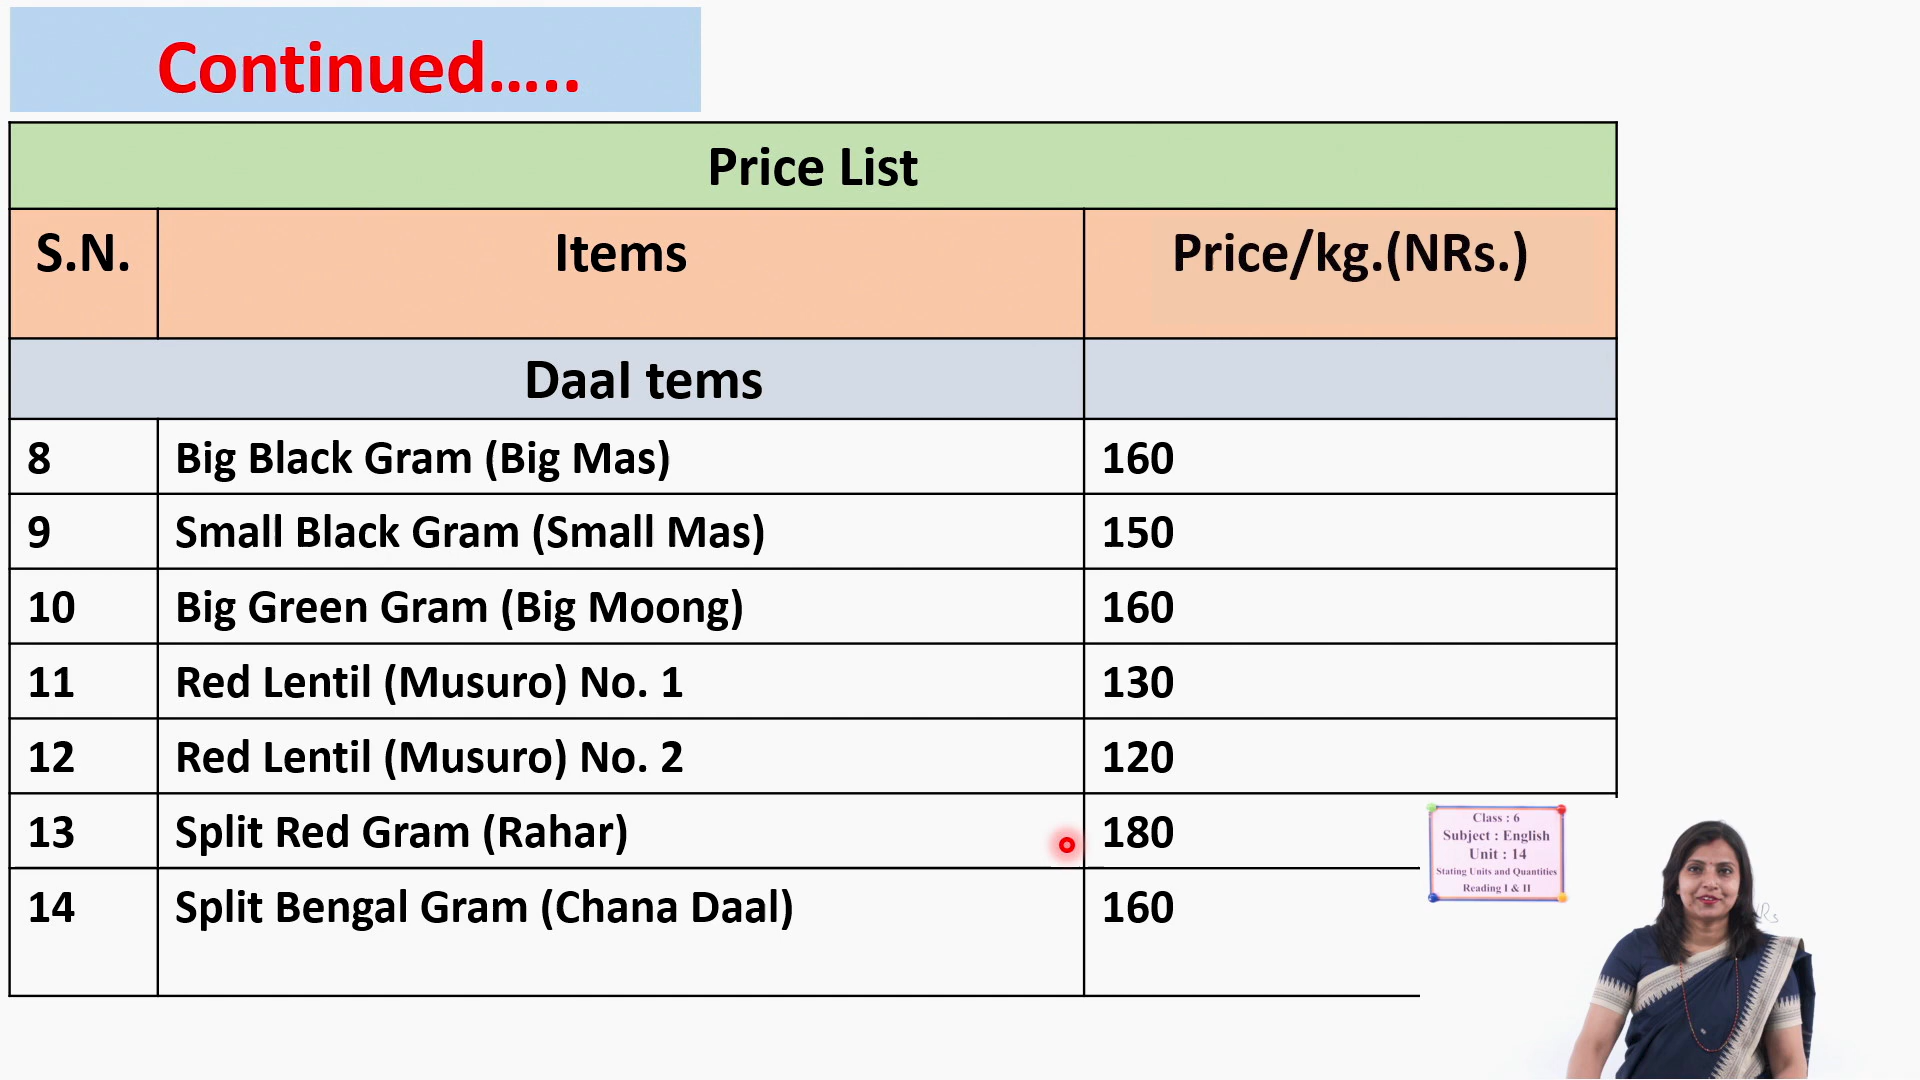 Continued.....
Price List
S.N. Items Price/kg.(NRs.)
Daal tems
8 Big Black Gram (Big Mas) 160
9 Small Black Gram (Small Mas) 150
10 Big Green Gram (Big Moong) 160
11 Red Lentil (Musuro) No. 1 130
12 Red Lentil (Musuro) No. 2 120
13 Split Red Gram (Rahar) 180
14 Split Bengal Gram (Chana Daal) 160
Class : 6
Subject : English
Unit : 14
Stating Units and Quantities
Reading I & II